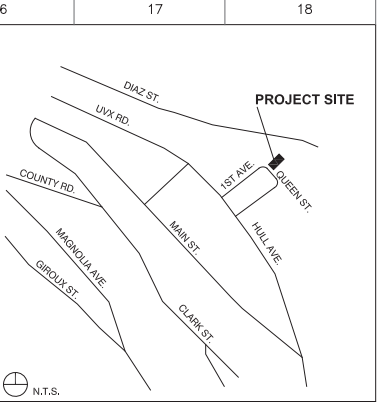 6
17
18
DIAZ ST.
UVX RD.
PROJECT SITE
1ST AVE.
QUEEN ST.
COUNTY RD.
MAIN ST.
HULL AVE.
MAGNOLIA AVE.
GIROUX ST.
CLARK ST.
N.T.S.